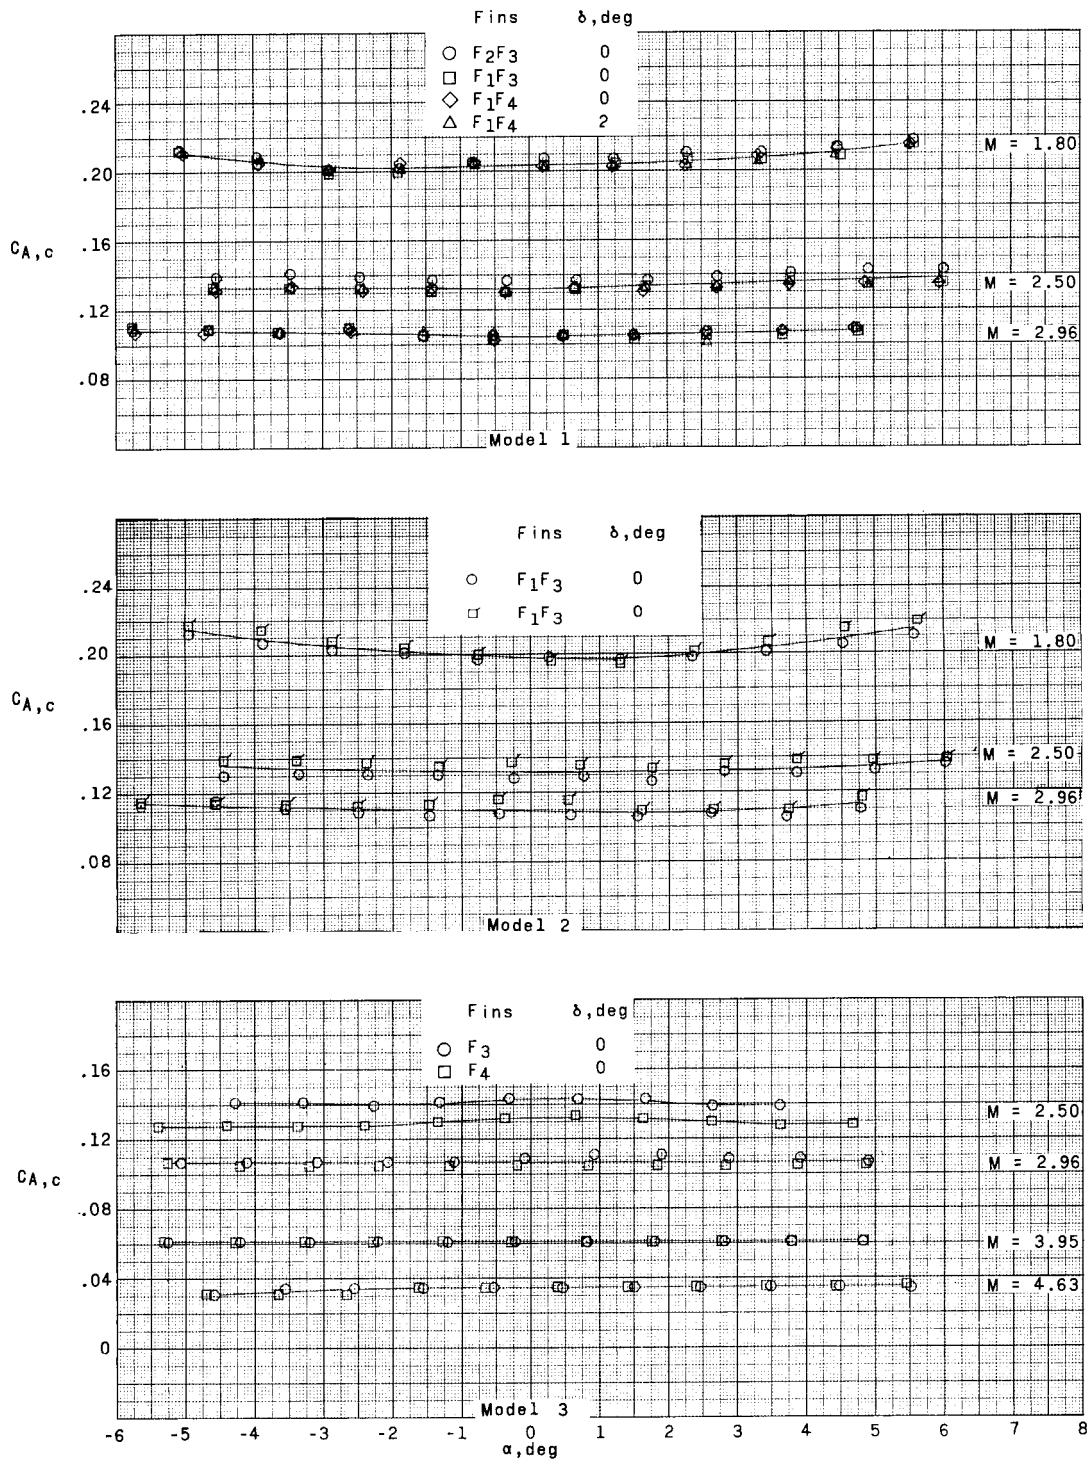 Fins δ,deg
F2F3 0
F1F3 0
F1F4 0
F1F4 2
.24
.20
.16
.12
.08
CA,c
M = 1.80
M = 2.50
M = 2.96
Model 1
Fins δ,deg
F1F3 0
F1F3 0
.24
.20
.16
.12
.08
CA,c
M = 1.80
M = 2.50
M = 2.96
Model 2
Fins δ,deg
F3 0
F4 0
.16
.12
.08
.04
0
CA,c
M = 2.50
M = 2.96
M = 3.95
M = 4.63
Model 3
-6 -5 -4 -3 -2 -1 0 1 2 3 4 5 6 7 8
α,deg